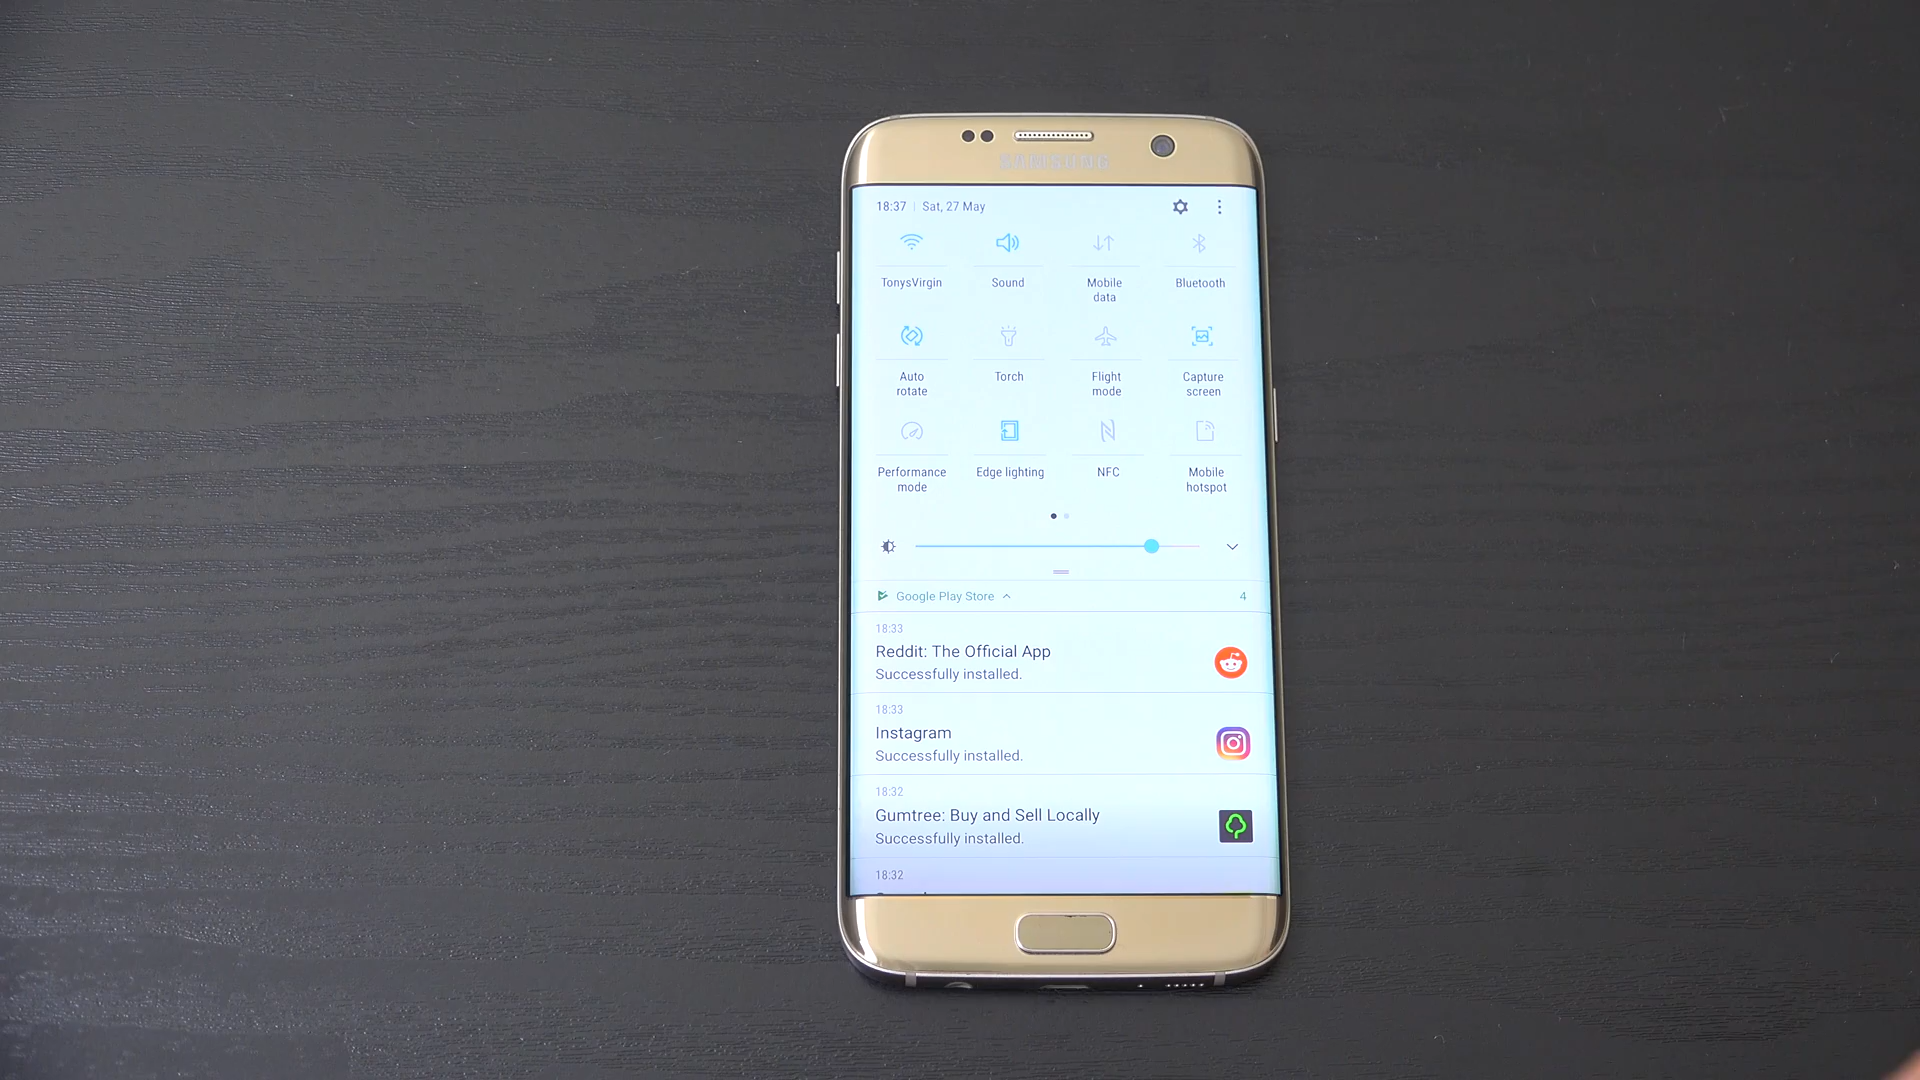 SAMSUNG
18:37 | Sat, 27 May
TonysVirgin
Sound
Mobile
data
Bluetooth
Auto
rotate
Torch
Flight
mode
Capture
screen
Performance
mode
Edge lighting
NFC
Mobile
hotspot
Google Play Store
4
18:33
Reddit: The Official App
Successfully installed.
18:33
Instagram
Successfully installed.
18:32
Gumtree: Buy and Sell Locally
Successfully installed.
18:32